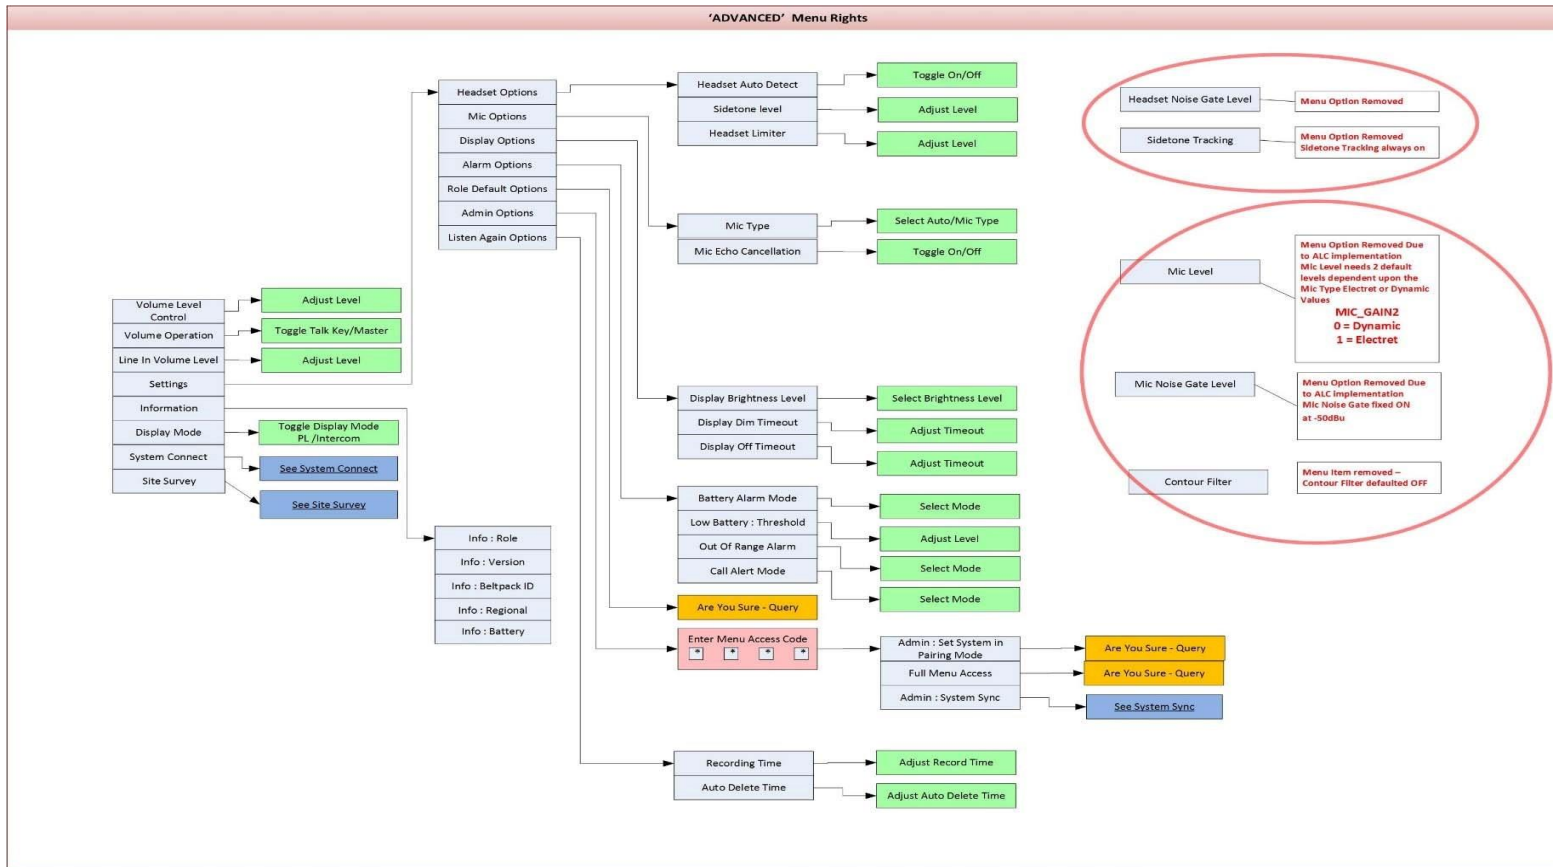 ‘ADVANCED’ Menu Rights
Volume Level
Control
Volume Operation
Line In Volume Level
Settings
Information
Display Mode
System Connect
Site Survey
Adjust Level
Toggle Talk Key/Master
Adjust Level
Toggle Display Mode
PL /Intercom
See System Connect
See Site Survey
Headset Options
Mic Options
Display Options
Alarm Options
Role Default Options
Admin Options
Listen Again Options
Info : Role
Info : Version
Info : Beltpack ID
Info : Regional
Info : Battery
Headset Auto Detect
Sidetone level
Headset Limiter
Toggle On/Off
Adjust Level
Adjust Level
Mic Type
Mic Echo Cancellation
Select Auto/Mic Type
Toggle On/Off
Display Brightness Level
Display Dim Timeout
Display Off Timeout
Select Brightness Level
Adjust Timeout
Adjust Timeout
Battery Alarm Mode
Low Battery : Threshold
Out Of Range Alarm
Call Alert Mode
Select Mode
Adjust Level
Select Mode
Select Mode
Are You Sure - Query
Enter Menu Access Code
* * * *
Admin : Set System in
Pairing Mode
Full Menu Access
Admin : System Sync
Are You Sure - Query
Are You Sure - Query
See System Sync
Recording Time
Auto Delete Time
Adjust Record Time
Adjust Auto Delete Time
Headset Noise Gate Level
Menu Option Removed
Sidetone Tracking
Menu Option Removed
Sidetone Tracking always on
Mic Level
Menu Option Removed Due
to ALC implementation
Mic Level needs 2 default
levels dependent upon the
Mic Type Electret or Dynamic
Values
MIC_GAIN2
0 = Dynamic
1 = Electret
Mic Noise Gate Level
Menu Option Removed Due
to ALC implementation
Mic Noise Gate fixed ON
at -50dBu
Contour Filter
Menu Item removed –
Contour Filter defaulted OFF